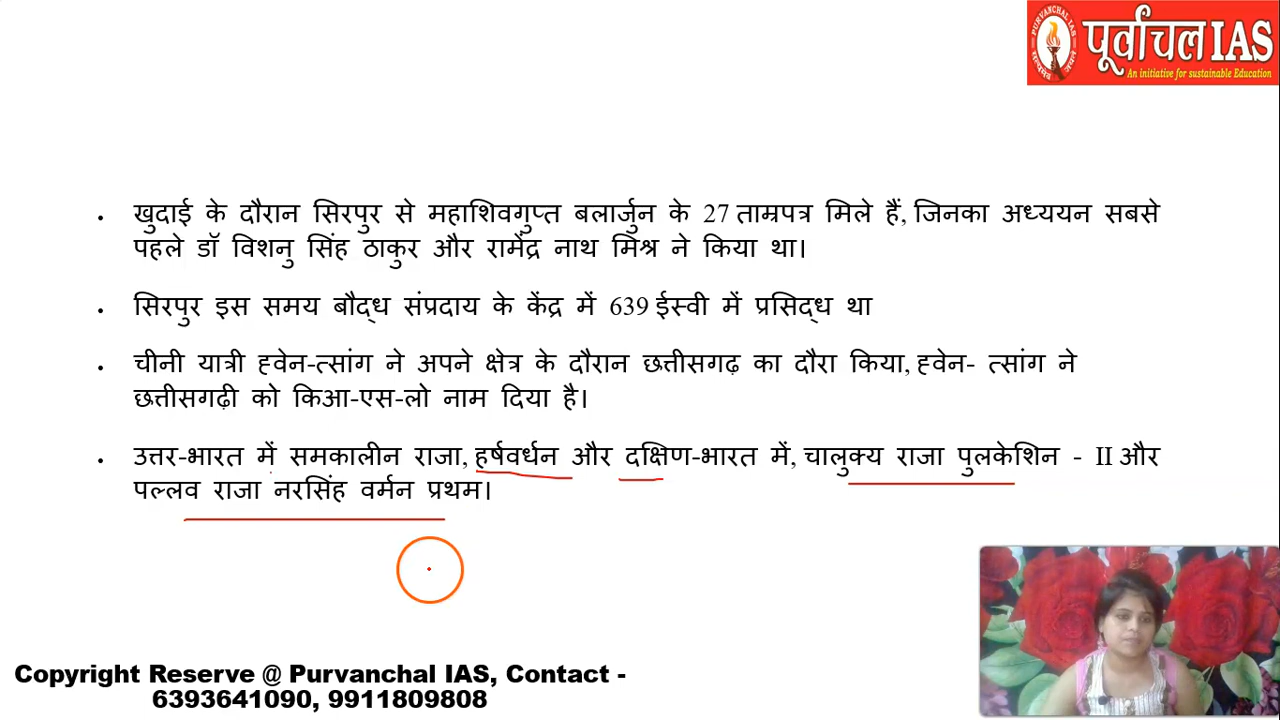 PURVANCHAL IAS
पूर्वाचल IAS
An initiative for sustainable Education
• खुदाई के दौरान सिरपुर से महाशिवगुप्त बलार्जुन के 27 ताम्रपत्र मिले हैं, जिनका अध्ययन सबसे
पहले डॉ विशनु सिंह ठाकुर और रामेंद्र नाथ मिश्र ने किया था।
• सिरपुर इस समय बौद्ध संप्रदाय के केंद्र में 639 ईस्वी में प्रसिद्ध था
• चीनी यात्री ह्वेन-त्सांग ने अपने क्षेत्र के दौरान छत्तीसगढ़ का दौरा किया, ह्वेन- त्सांग ने
छत्तीसगढ़ी को किआ-एस-लो नाम दिया है।
• उत्तर-भारत में समकालीन राजा, हर्षवर्धन और दक्षिण-भारत में, चालुक्य राजा पुलकेशिन - II और
पल्लव राजा नरसिंह वर्मन प्रथम।
Copyright Reserve @ Purvanchal IAS, Contact -
6393641090, 9911809808